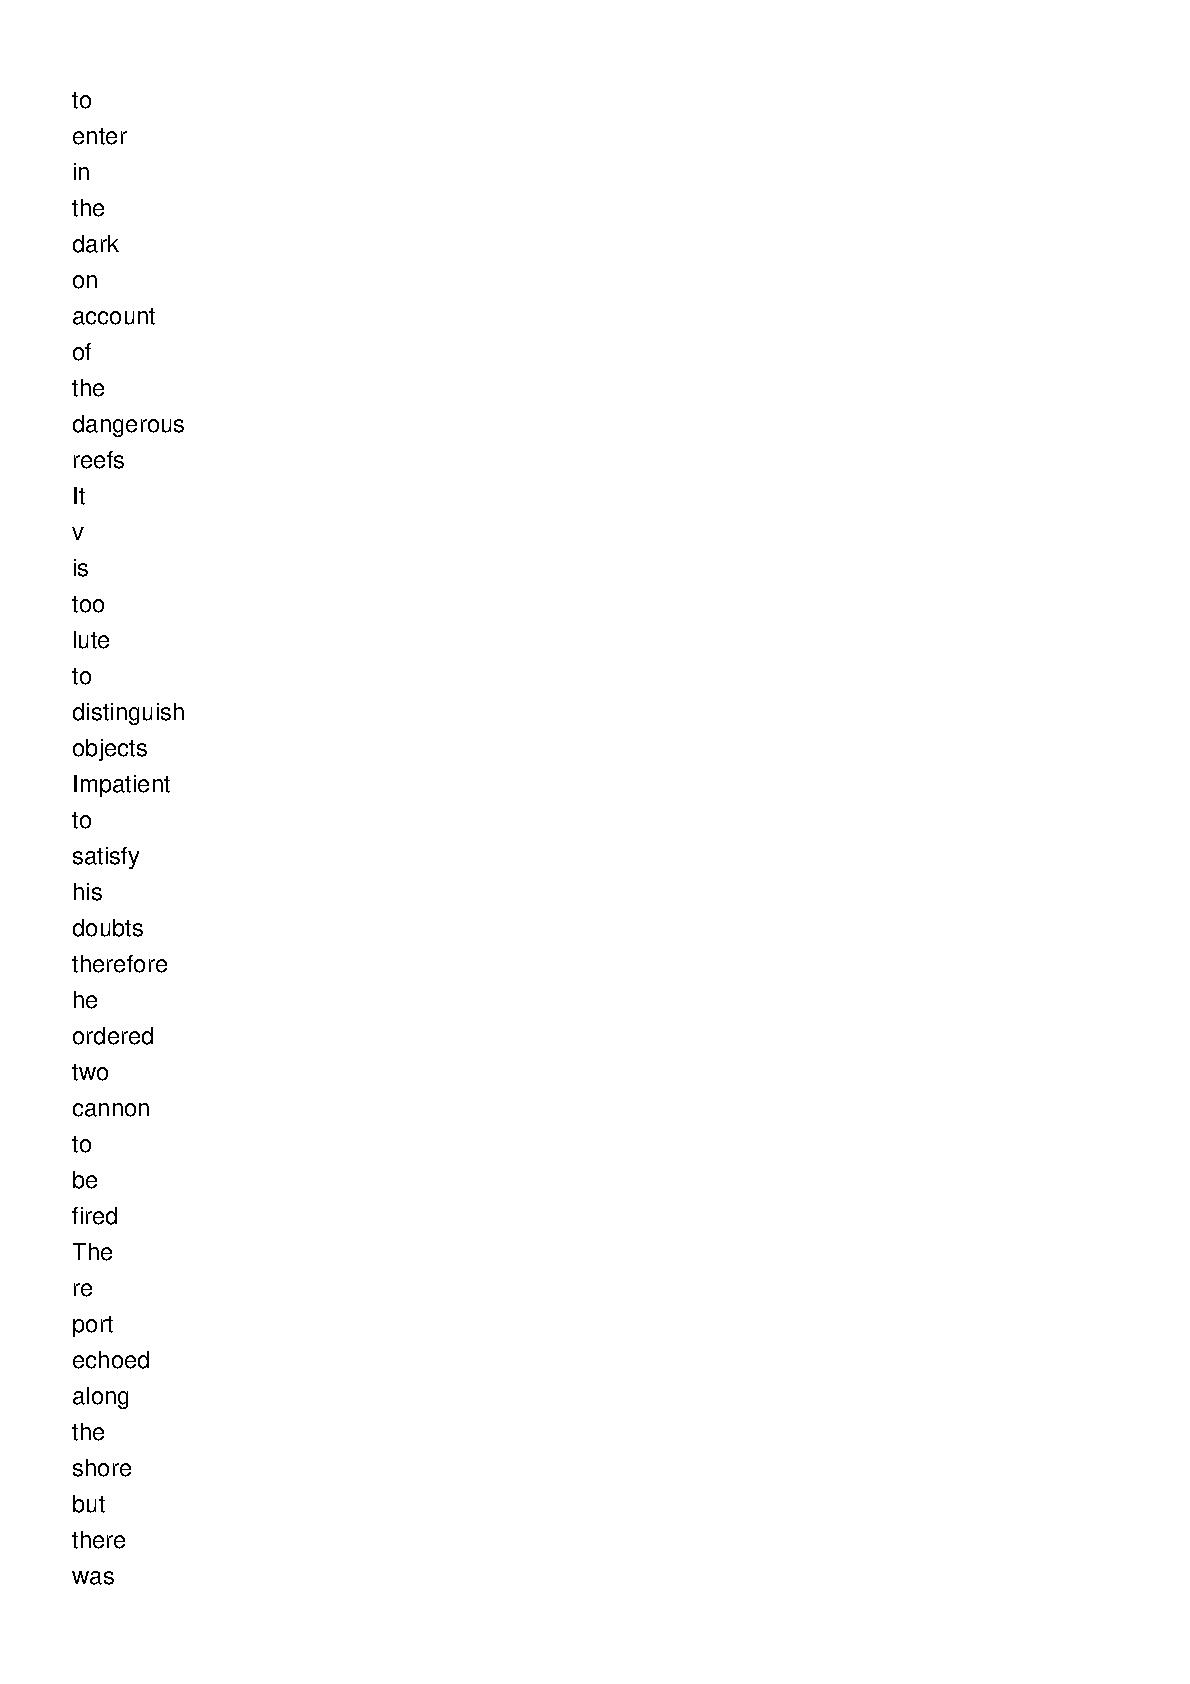 to
enter
in
the
dark
on
account
of
the
dangerous
reefs
It
v
is
too
lute
to
distinguish
objects
Impatient
to
satisfy
his
doubts
therefore
he
ordered
two
cannon
to
be
fired
The
re
port
echoed
along
the
shore
but
there
was